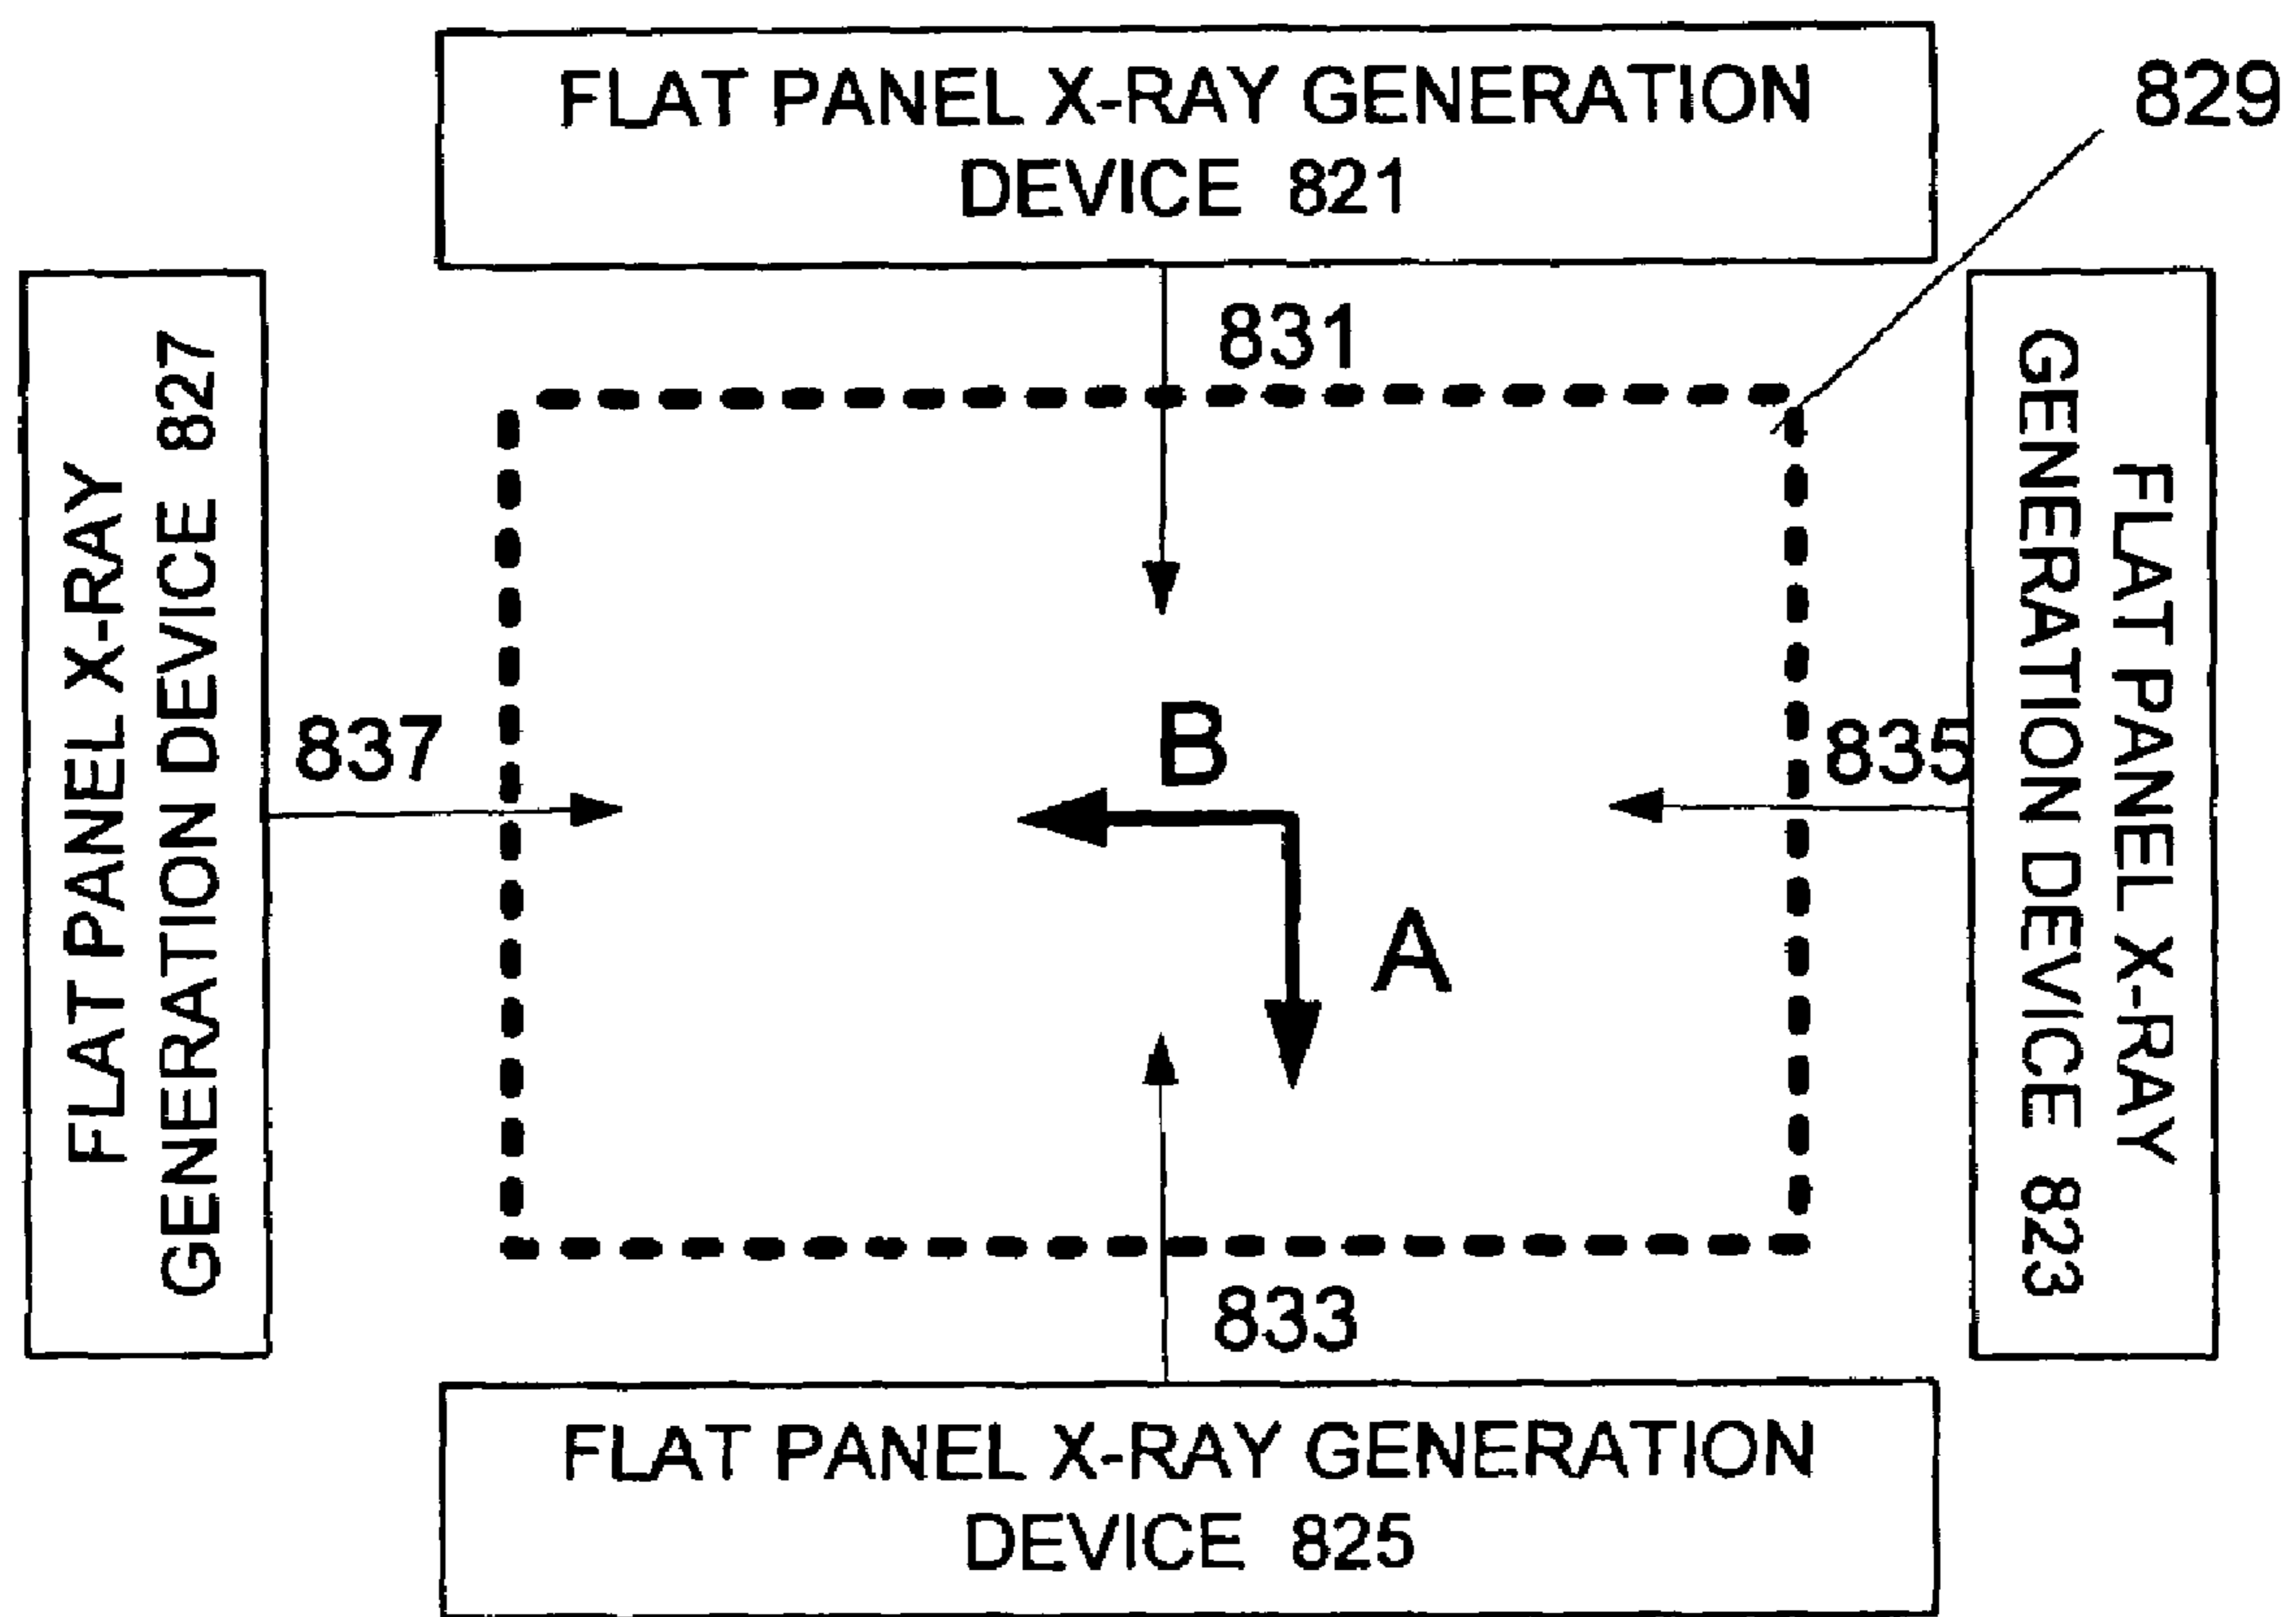 FLAT PANEL X-RAY GENERATION
DEVICE 821
829
831
FLAT PANEL X-RAY
GENERATION DEVICE 827
837
B
835
FLAT PANEL X-RAY
GENERATION DEVICE 823
A
833
FLAT PANEL X-RAY GENERATION
DEVICE 825